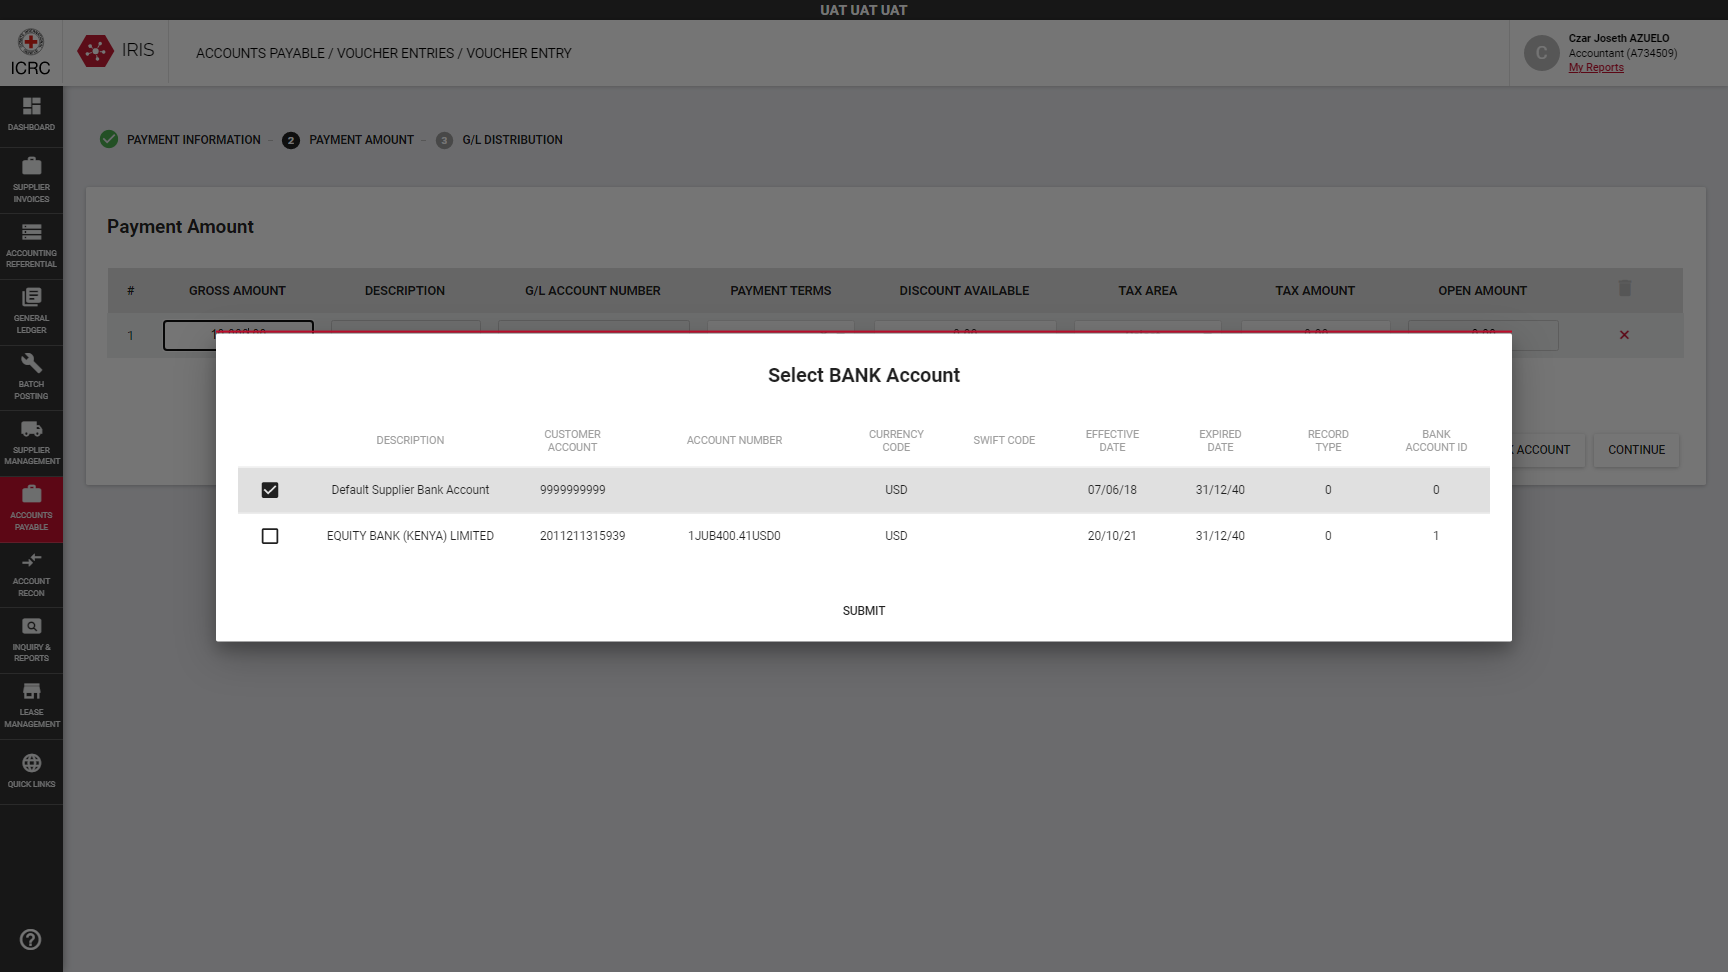 UAT UAT UAT
ICRC
IRIS
ACCOUNTS PAYABLE / VOUCHER ENTRIES / VOUCHER ENTRY
C
Czar Joseth AZUELO
Accountant (A734509)
My Reports
DASHBOARD
SUPPLIER
INVOICES
ACCOUNTING
REFERENTIAL
GENERAL
LEDGER
BATCH
POSTING
SUPPLIER
MANAGEMENT
ACCOUNTS
PAYABLE
ACCOUNT
RECON
INQUIRY &
REPORTS
LEASE
MANAGEMENT
QUICK LINKS
PAYMENT INFORMATION - 2 PAYMENT AMOUNT - 3 G/L DISTRIBUTION
Payment Amount
# GROSS AMOUNT DESCRIPTION G/L ACCOUNT NUMBER PAYMENT TERMS DISCOUNT AVAILABLE TAX AREA TAX AMOUNT OPEN AMOUNT
1 0.00 0.00 0.00
ACCOUNT CONTINUE
Select BANK Account
DESCRIPTION CUSTOMER ACCOUNT ACCOUNT NUMBER CURRENCY CODE SWIFT CODE EFFECTIVE DATE EXPIRED DATE RECORD TYPE BANK ACCOUNT ID
Default Supplier Bank Account 9999999999 USD 07/06/18 31/12/40 0 0
EQUITY BANK (KENYA) LIMITED 2011211315939 1JUB400.41USD0 USD 20/10/21 31/12/40 0 1
SUBMIT